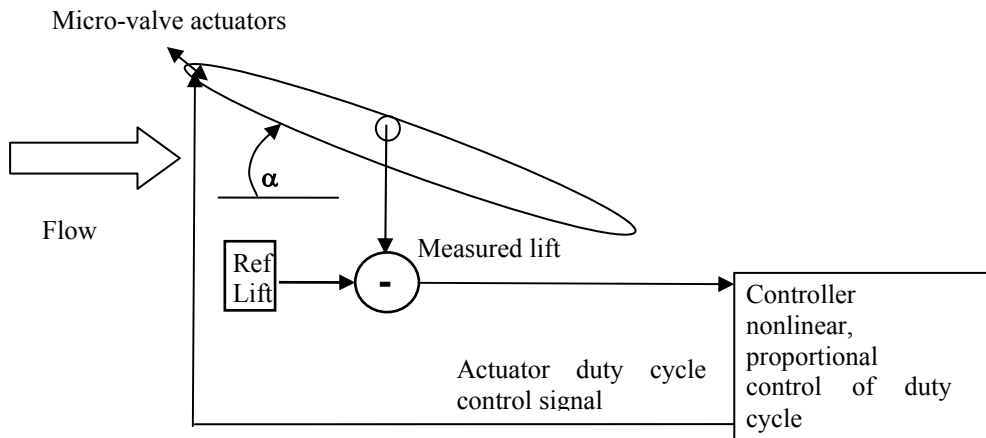 Micro-valve actuators
α
Flow
Measured lift
Ref
Lift
-
Controller
nonlinear,
proportional
control of duty
cycle
Actuator duty cycle
control signal